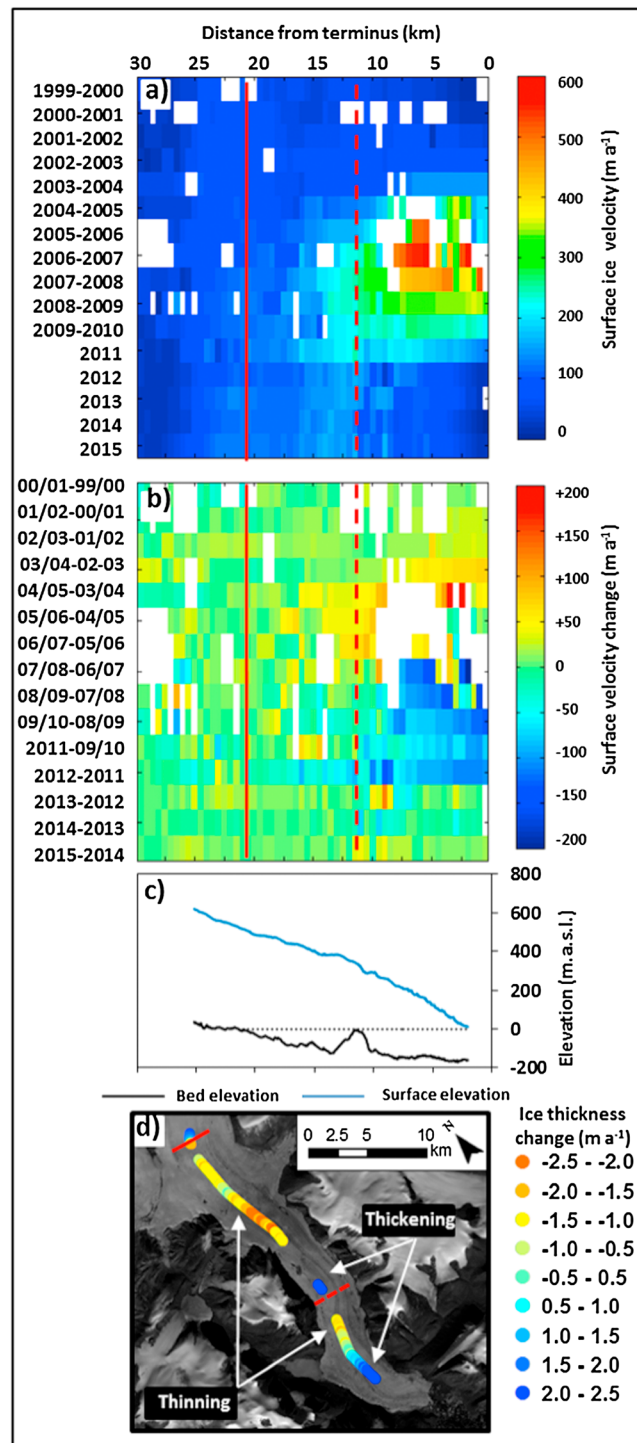 Distance from terminus (km)
30 25 20 15 10 5 0
a)
1999-2000
2000-2001
2001-2002
2002-2003
2003-2004
2004-2005
2005-2006
2006-2007
2007-2008
2008-2009
2009-2010
2011
2012
2013
2014
2015
600
500
400
300
200
100
0
Surface ice velocity (m a⁻¹)
b)
00/01-99/00
01/02-00/01
02/03-01/02
03/04-02-03
04/05-03/04
05/06-04/05
06/07-05/06
07/08-06/07
08/09-07/08
09/10-08/09
2011-09/10
2012-2011
2013-2012
2014-2013
2015-2014
+200
+150
+100
+50
0
-50
-100
-150
-200
Surface velocity change (m a⁻¹)
c)
800
600
400
200
0
-200
Elevation (m.a.s.l.)
Bed elevation Surface elevation
d)
0 2.5 5 10
km
N
Thickening
Thinning
Ice thickness
change (m a⁻¹)
-2.5 - -2.0
-2.0 - -1.5
-1.5 - -1.0
-1.0 - -0.5
-0.5 - 0.5
0.5 - 1.0
1.0 - 1.5
1.5 - 2.0
2.0 - 2.5